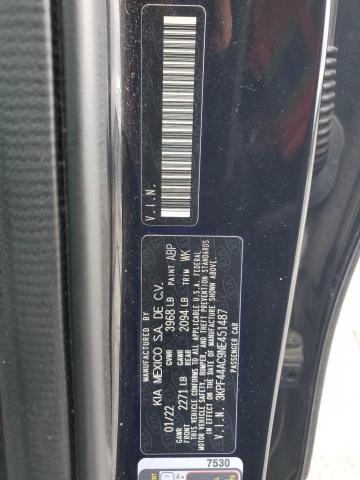 V.I.N.
MANUFACTURED BY
KIA MEXICO S.A. DE C.V.
01/22 GVWR 3968 LB PAINT ABP
GAWR FRONT 2271 LB GAWR REAR 2094 LB TRIM WK
THIS VEHICLE CONFORMS TO ALL APPLICABLE U.S.A. FEDERAL
MOTOR VEHICLE SAFETY, BUMPER, AND THEFT PREVENTION STANDARDS
IN EFFECT ON THE DATE OF MANUFACTURE SHOWN ABOVE.
V.I.N. : 3KPF44AC9NE451487
PASSENGER CAR
7530